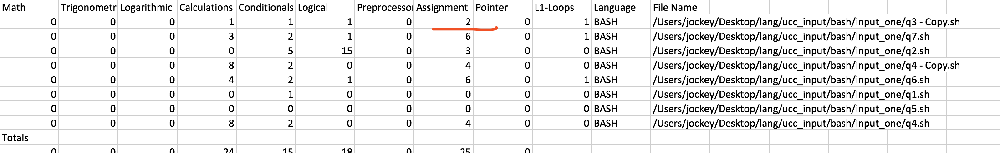 Math Trigonometr Logarithmic Calculations Conditionals Logical Preprocessor Assignment Pointer L1-Loops Language File Name
0 0 0 1 1 1 0 2 0 1 BASH /Users/jockey/Desktop/lang/ucc_input/bash/input_one/q3 - Copy.sh
0 0 0 3 2 1 0 6 0 1 BASH /Users/jockey/Desktop/lang/ucc_input/bash/input_one/q7.sh
0 0 0 0 5 15 0 3 0 0 BASH /Users/jockey/Desktop/lang/ucc_input/bash/input_one/q2.sh
0 0 0 8 2 0 0 4 0 0 BASH /Users/jockey/Desktop/lang/ucc_input/bash/input_one/q4 - Copy.sh
0 0 0 4 2 1 0 6 0 1 BASH /Users/jockey/Desktop/lang/ucc_input/bash/input_one/q6.sh
0 0 0 0 1 0 0 0 0 0 BASH /Users/jockey/Desktop/lang/ucc_input/bash/input_one/q1.sh
0 0 0 0 0 0 0 0 0 0 BASH /Users/jockey/Desktop/lang/ucc_input/bash/input_one/q5.sh
0 0 0 8 2 0 0 4 0 0 BASH /Users/jockey/Desktop/lang/ucc_input/bash/input_one/q4.sh
Totals
0 0 0 24 15 18 0 25 0